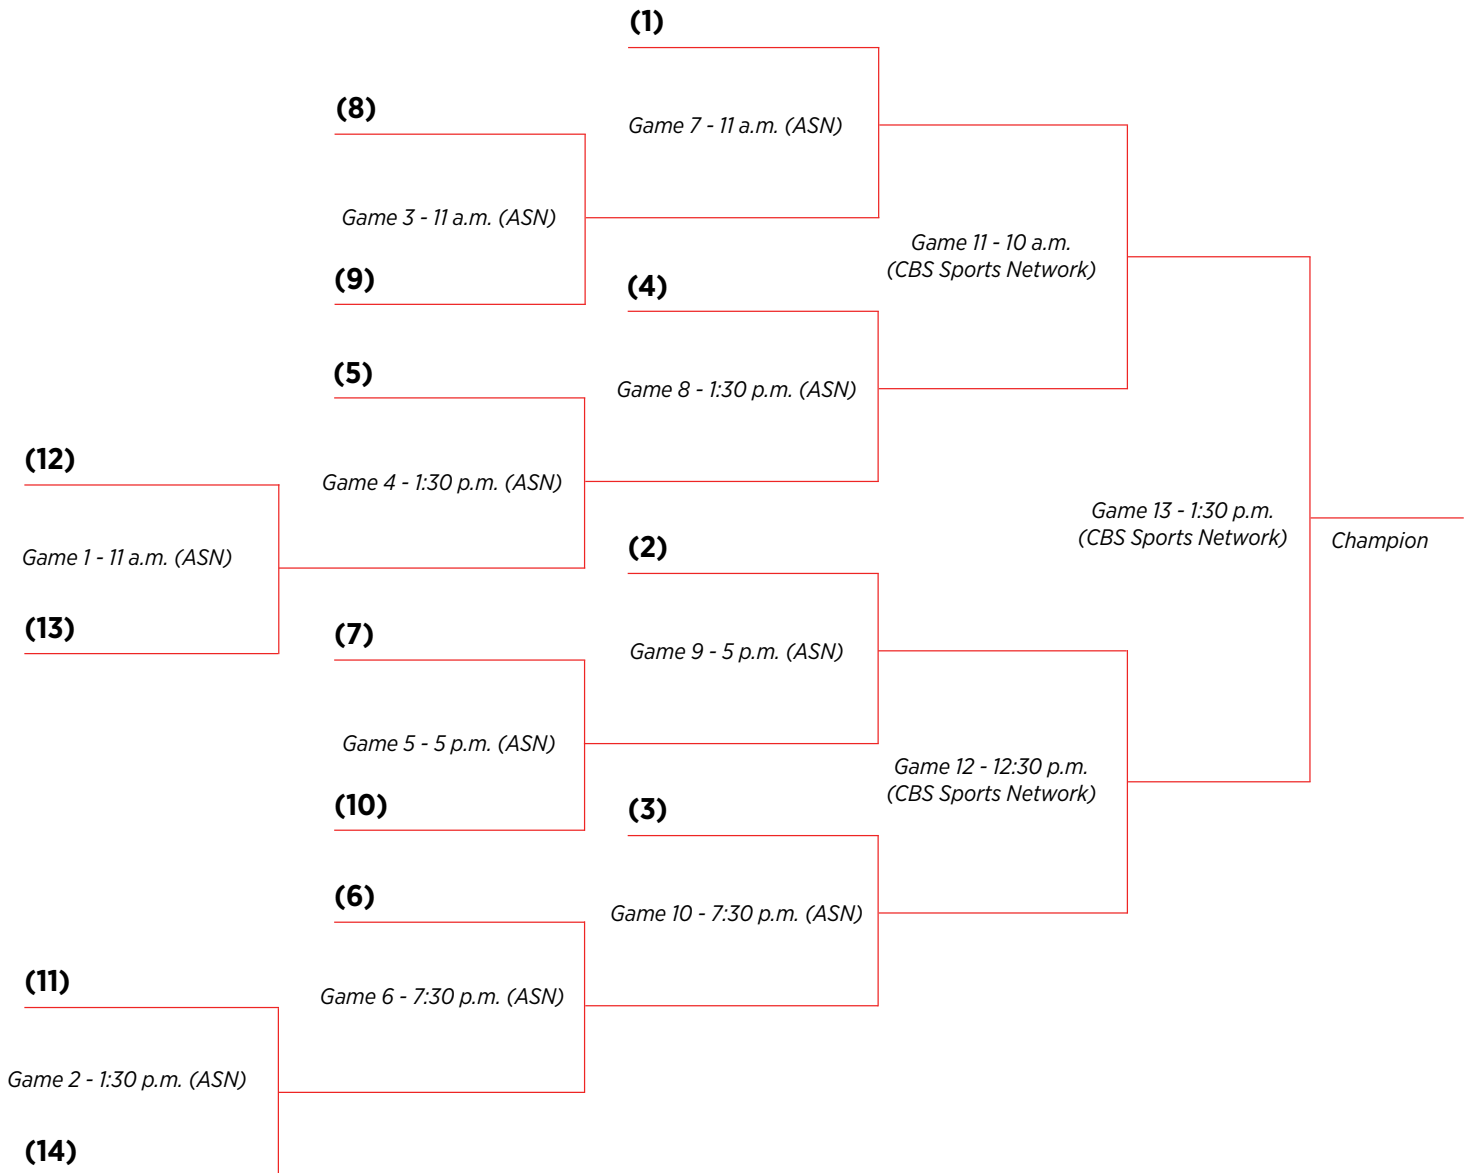 (1)
Game 7 - 11 a.m. (ASN)
(8)
Game 3 - 11 a.m. (ASN)
(9)
Game 11 - 10 a.m.
(CBS Sports Network)
(4)
Game 8 - 1:30 p.m. (ASN)
(5)
Game 4 - 1:30 p.m. (ASN)
(12)
Game 1 - 11 a.m. (ASN)
(13)
Game 13 - 1:30 p.m.
(CBS Sports Network)
Champion
(2)
Game 9 - 5 p.m. (ASN)
(7)
Game 5 - 5 p.m. (ASN)
(10)
Game 12 - 12:30 p.m.
(CBS Sports Network)
(3)
Game 10 - 7:30 p.m. (ASN)
(6)
Game 6 - 7:30 p.m. (ASN)
(11)
Game 2 - 1:30 p.m. (ASN)
(14)